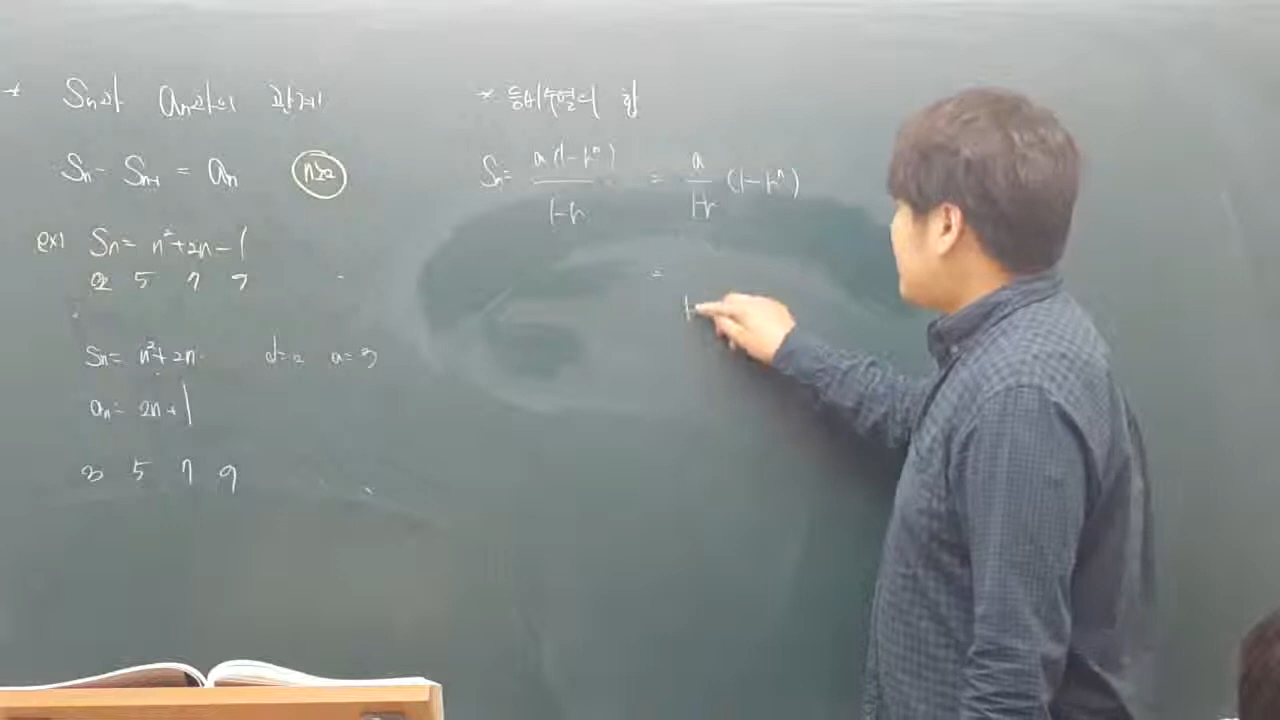 * Sn과 an과의 관계
Sn - Sn-1 = an n≥2
ex1 Sn = n²+2n-1
2 5 7 9
Sn = n²+2n d=2 a=3
an = 2n+1
3 5 7 9
* 등비수열의 합
Sn = a(1-rⁿ)/1-r = a/1-r (1-rⁿ)
=